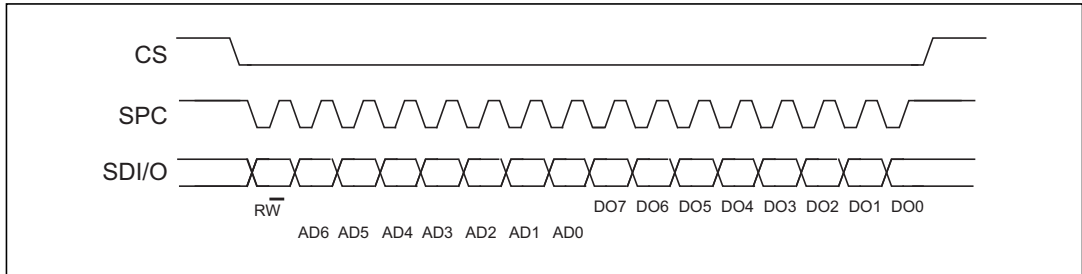 CS
SPC
SDI/O
RW̅
DO7 DO6 DO5 DO4 DO3 DO2 DO1 DO0
AD6 AD5 AD4 AD3 AD2 AD1 AD0